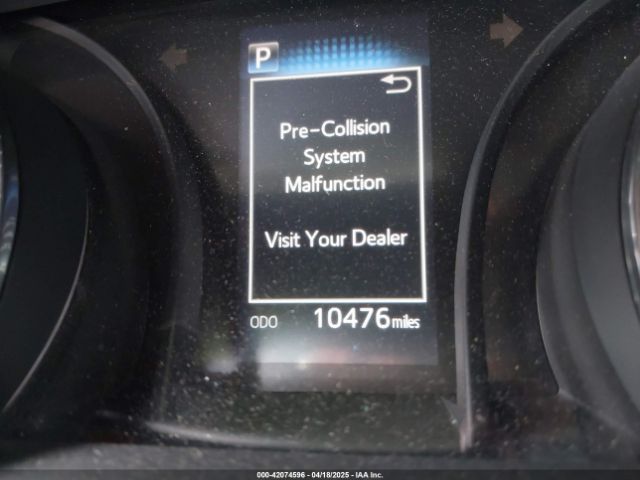 P
Pre-Collision
System
Malfunction
Visit Your Dealer
ODO 10476 miles
000-42074596 - 04/18/2025 - IAA Inc.